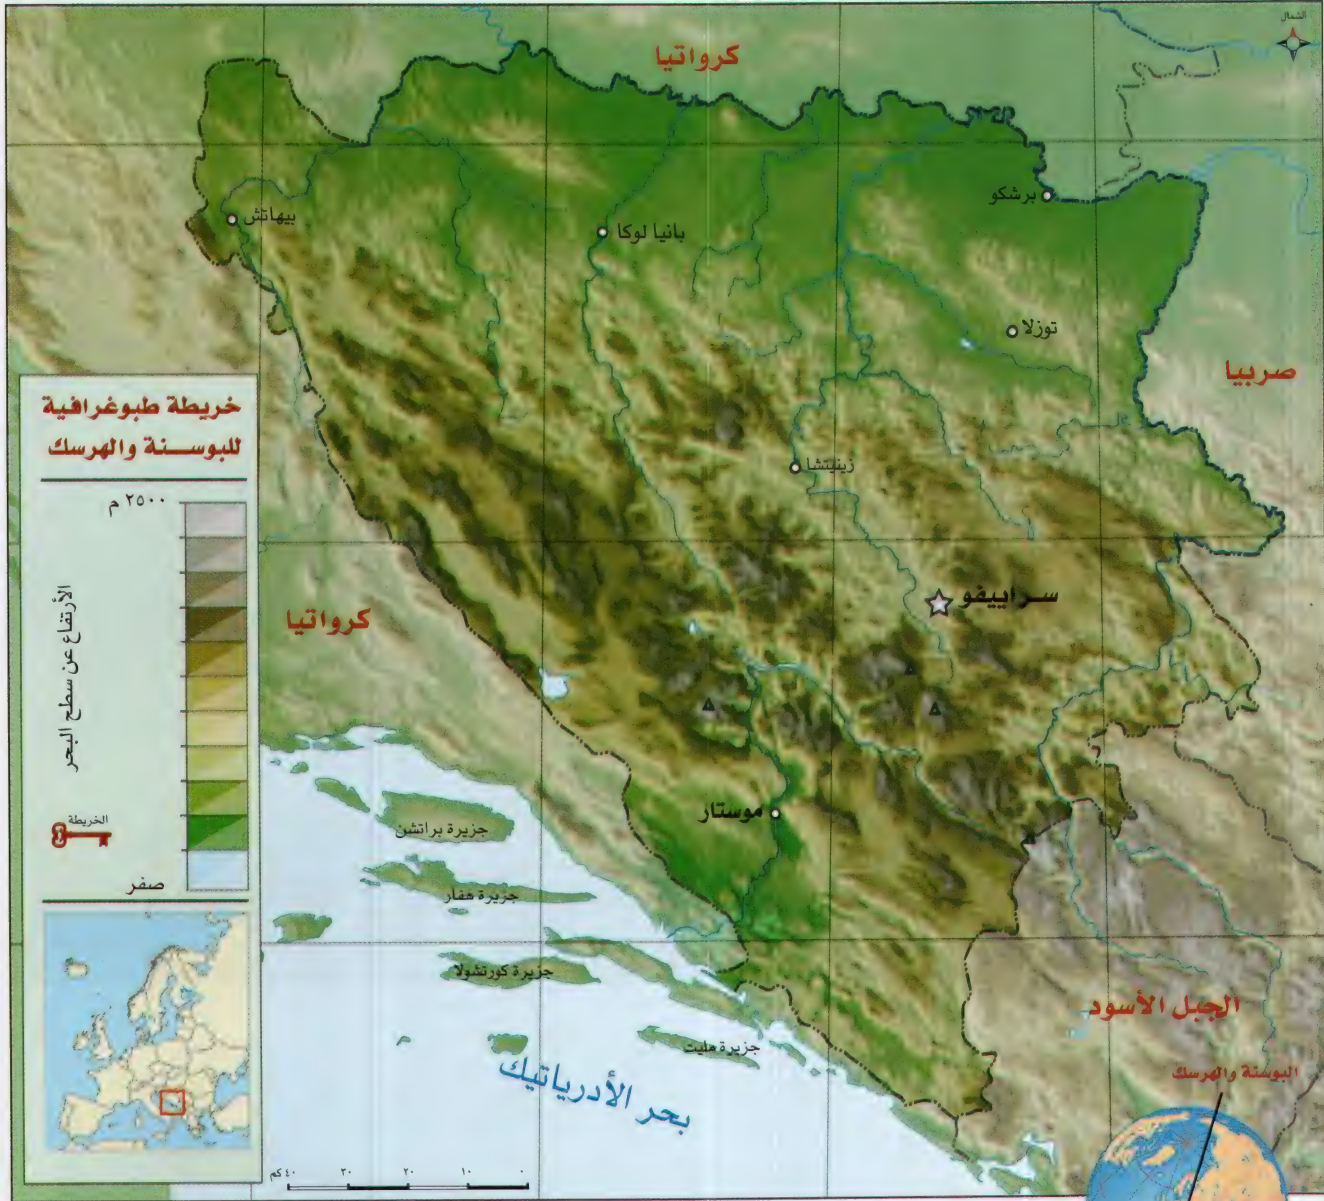 الشمال
كرواتيا
برشكو
بيهاتش
بانيا لوكا
توزلا
صربيا
خريطة طبوغرافية
للبوسنة والهرسك
زينيتشا
٢٥٠٠ م
الأرتفاع عن سطح البحر
سراييفو
كرواتيا
موستار
الخريطة
جزيرة براتشن
صفر
جزيرة هفار
جزيرة كورتشولا
الجبل الأسود
جزيرة مليت
البوسنة والهرسك
بحر الأدرياتيك
٤٠ كم ٣٠ ٢٠ ١٠ ٠